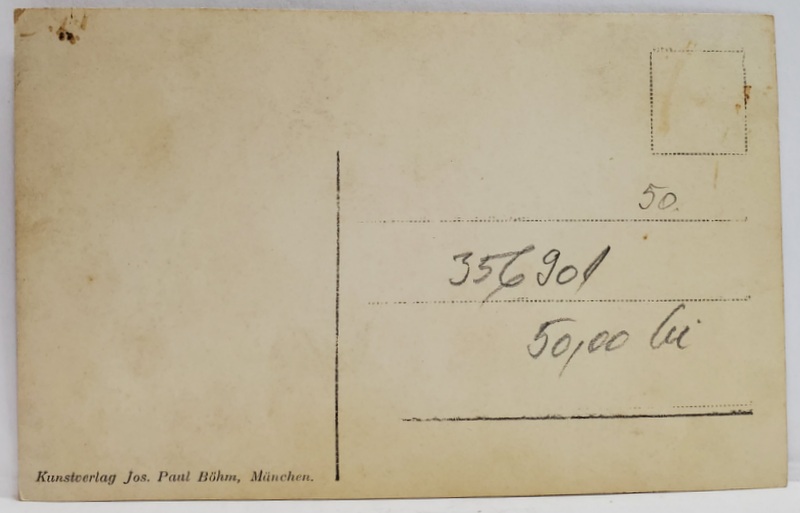 50.
356901
50,00 lei
Kunstverlag Jos. Paul Böhm, München.